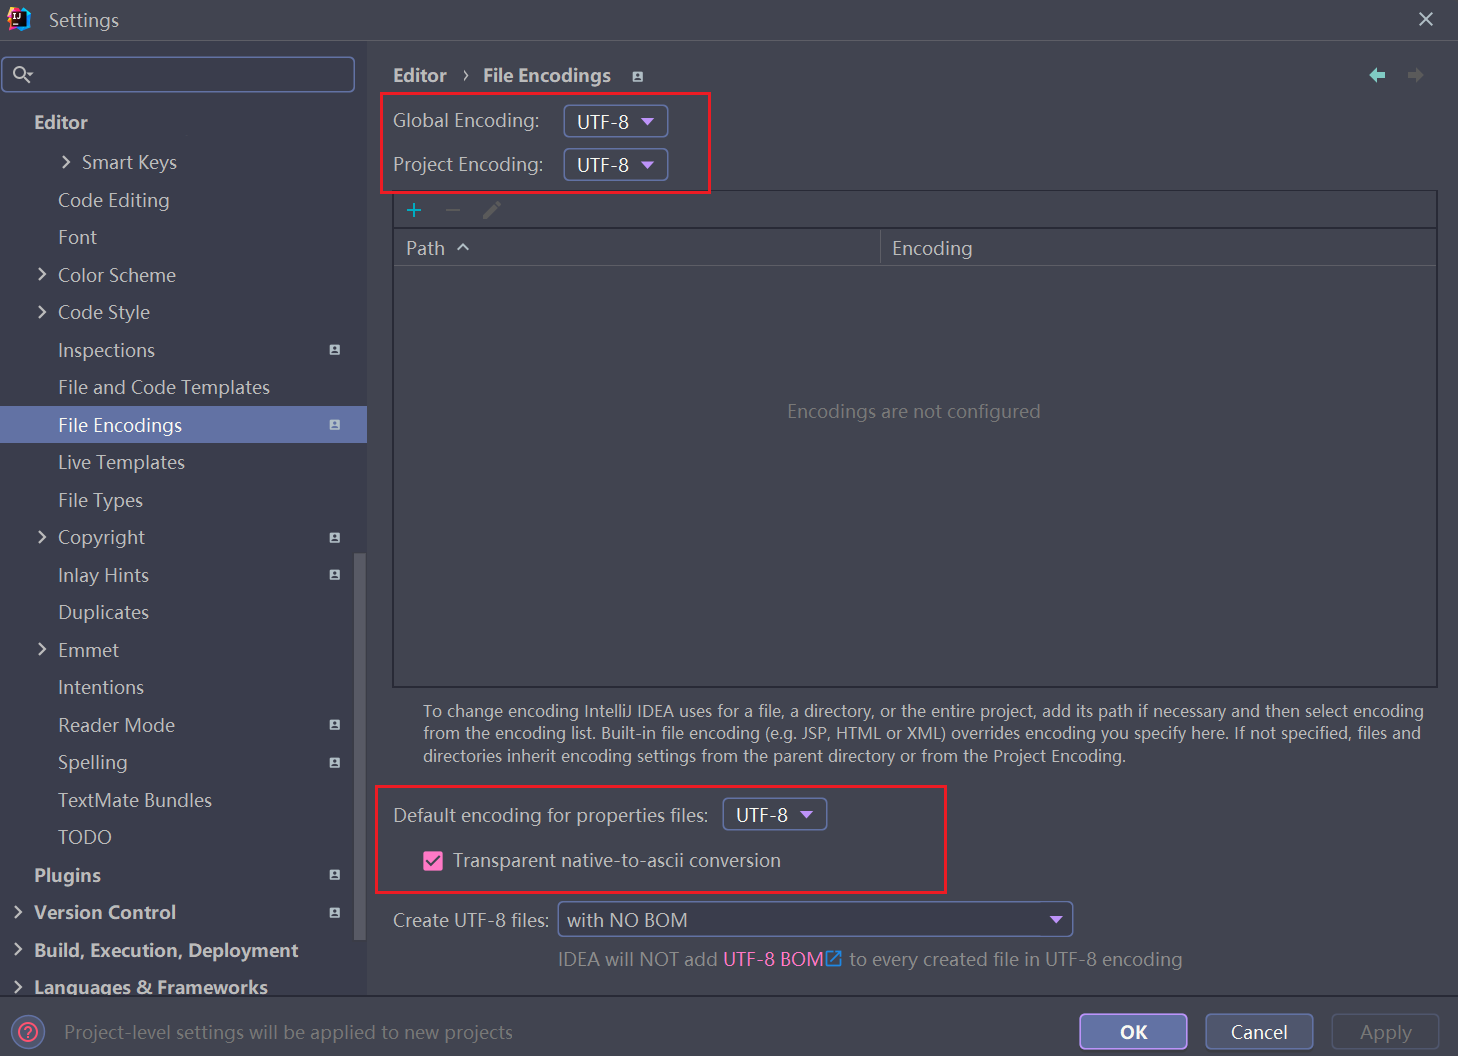 Settings
Editor
Smart Keys
Code Editing
Font
Color Scheme
Code Style
Inspections
File and Code Templates
File Encodings
Live Templates
File Types
Copyright
Inlay Hints
Duplicates
Emmet
Intentions
Reader Mode
Spelling
TextMate Bundles
TODO
Plugins
Version Control
Build, Execution, Deployment
Languages & Frameworks
Editor › File Encodings
Global Encoding: UTF-8
Project Encoding: UTF-8
Path Encoding
Encodings are not configured
To change encoding IntelliJ IDEA uses for a file, a directory, or the entire project, add its path if necessary and then select encoding
from the encoding list. Built-in file encoding (e.g. JSP, HTML or XML) overrides encoding you specify here. If not specified, files and
directories inherit encoding settings from the parent directory or from the Project Encoding.
Default encoding for properties files: UTF-8
Transparent native-to-ascii conversion
Create UTF-8 files: with NO BOM
IDEA will NOT add UTF-8 BOM to every created file in UTF-8 encoding
? Project-level settings will be applied to new projects
OK Cancel Apply